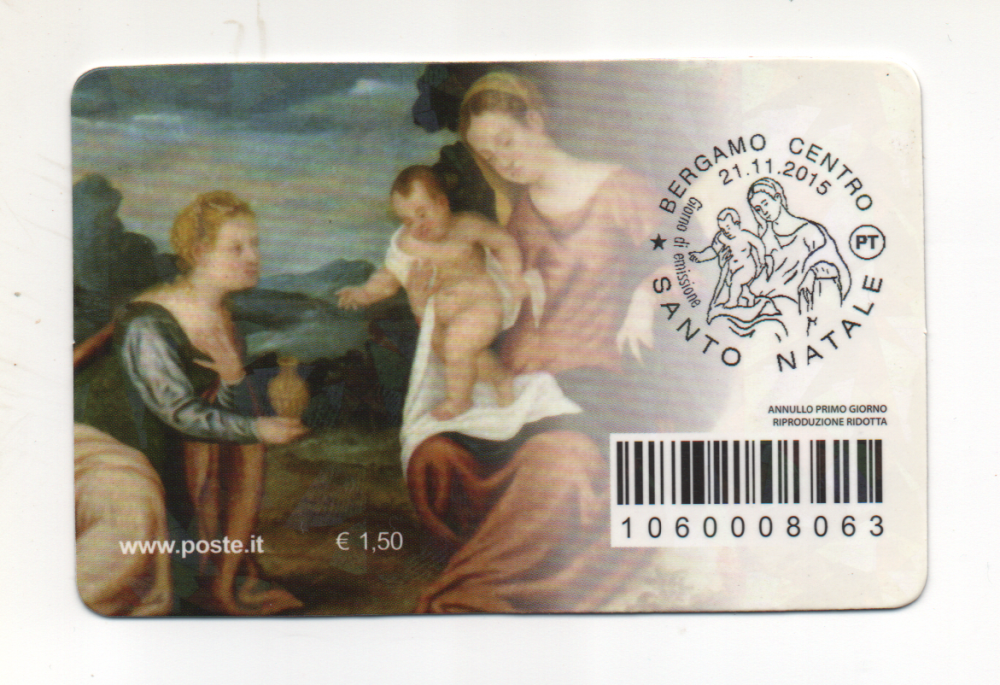 BERGAMO CENTRO
21.11.2015
Giorno di emissione
PT
★ SANTO NATALE
ANNULLO PRIMO GIORNO
RIPRODUZIONE RIDOTTA
1060008063
www.poste.it
€ 1,50